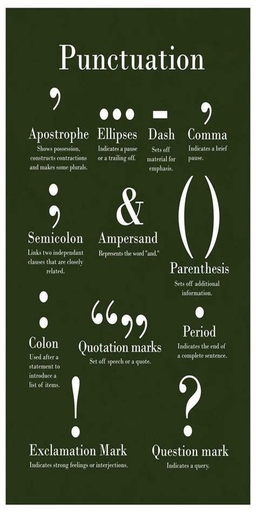 Punctuation
’
Apostrophe
Shows possession,
constructs contractions
and makes some plurals.
...
Ellipses
Indicates a pause
or a trailing off.
–
Dash
Sets off
material for
emphasis.
,
Comma
Indicates a brief
pause.
;
Semicolon
Links two independant
clauses that are closely
related.
&
Ampersand
Represents the word "and."
()
Parenthesis
Sets off additional
information.
:
Colon
Used after a
statement to
introduce a
list of items.
“”
Quotation marks
Set off speech or a quote.
.
Period
Indicates the end of
a complete sentence.
!
Exclamation Mark
Indicates strong feelings or interjections.
?
Question mark
Indicates a query.